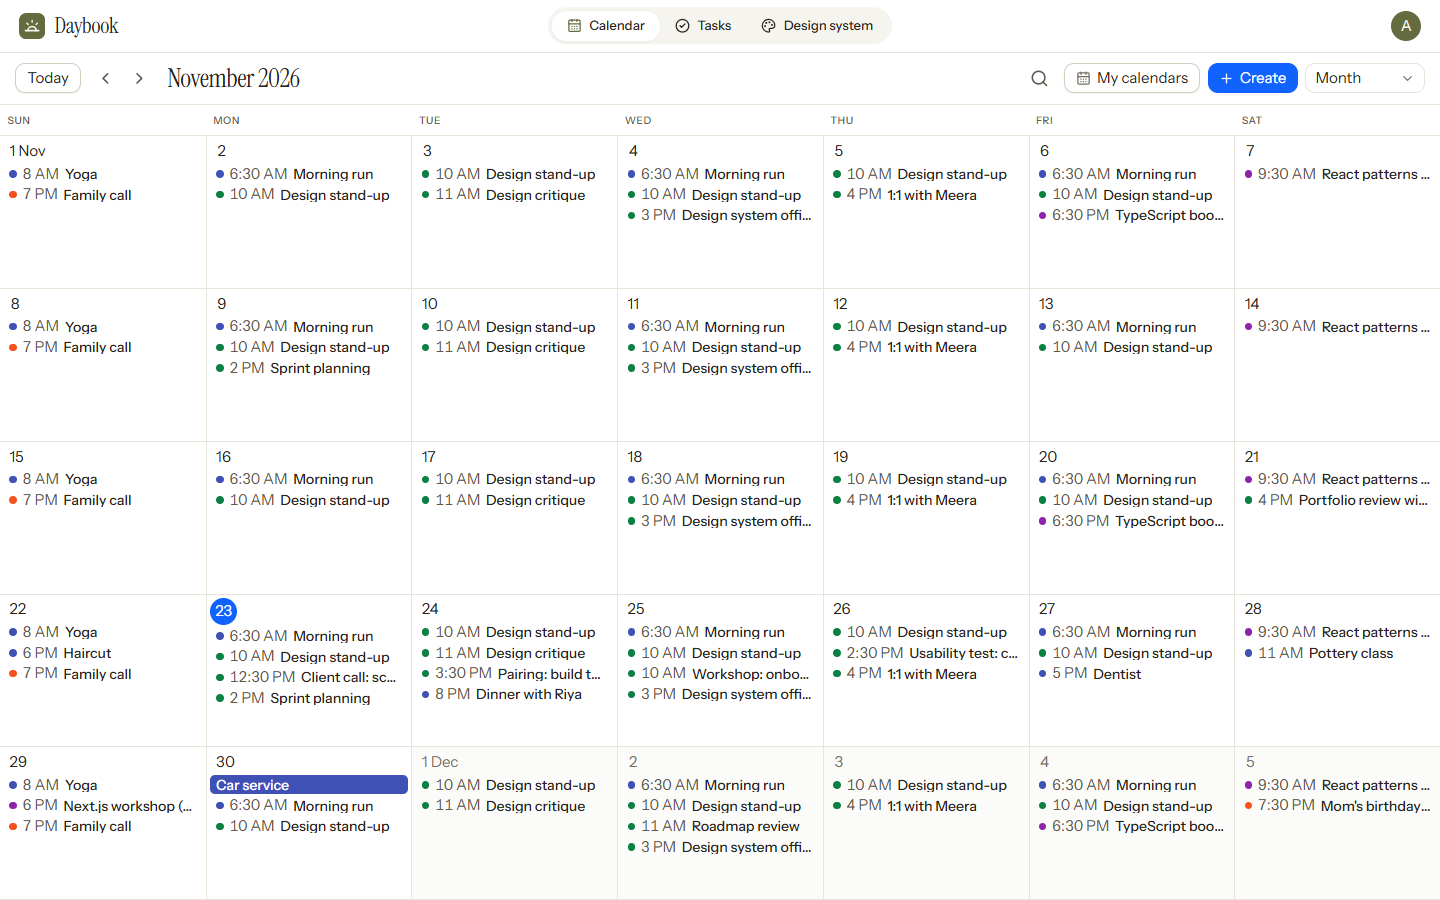 Daybook
Calendar
Tasks
Design system
A
Today
November 2026
My calendars
Create
Month
SUN MON TUE WED THU FRI SAT
1 Nov
8 AM Yoga
7 PM Family call
2
6:30 AM Morning run
10 AM Design stand-up
3
10 AM Design stand-up
11 AM Design critique
4
6:30 AM Morning run
10 AM Design stand-up
3 PM Design system offi...
5
10 AM Design stand-up
4 PM 1:1 with Meera
6
6:30 AM Morning run
10 AM Design stand-up
6:30 PM TypeScript boo...
7
9:30 AM React patterns ...
8
8 AM Yoga
7 PM Family call
9
6:30 AM Morning run
10 AM Design stand-up
2 PM Sprint planning
10
10 AM Design stand-up
11 AM Design critique
11
6:30 AM Morning run
10 AM Design stand-up
3 PM Design system offi...
12
10 AM Design stand-up
4 PM 1:1 with Meera
13
6:30 AM Morning run
10 AM Design stand-up
14
9:30 AM React patterns ...
15
8 AM Yoga
7 PM Family call
16
6:30 AM Morning run
10 AM Design stand-up
17
10 AM Design stand-up
11 AM Design critique
18
6:30 AM Morning run
10 AM Design stand-up
3 PM Design system offi...
19
10 AM Design stand-up
4 PM 1:1 with Meera
20
6:30 AM Morning run
10 AM Design stand-up
6:30 PM TypeScript boo...
21
9:30 AM React patterns ...
4 PM Portfolio review wi...
22
8 AM Yoga
6 PM Haircut
7 PM Family call
23
6:30 AM Morning run
10 AM Design stand-up
12:30 PM Client call: sc...
2 PM Sprint planning
24
10 AM Design stand-up
11 AM Design critique
3:30 PM Pairing: build t...
8 PM Dinner with Riya
25
6:30 AM Morning run
10 AM Design stand-up
10 AM Workshop: onbo...
3 PM Design system offi...
26
10 AM Design stand-up
2:30 PM Usability test: c...
4 PM 1:1 with Meera
27
6:30 AM Morning run
10 AM Design stand-up
5 PM Dentist
28
9:30 AM React patterns ...
11 AM Pottery class
29
8 AM Yoga
6 PM Next.js workshop (...
7 PM Family call
30
Car service
6:30 AM Morning run
10 AM Design stand-up
1 Dec
10 AM Design stand-up
11 AM Design critique
2
6:30 AM Morning run
10 AM Design stand-up
11 AM Roadmap review
3 PM Design system offi...
3
10 AM Design stand-up
4 PM 1:1 with Meera
4
6:30 AM Morning run
10 AM Design stand-up
6:30 PM TypeScript boo...
5
9:30 AM React patterns ...
7:30 PM Mom's birthday...